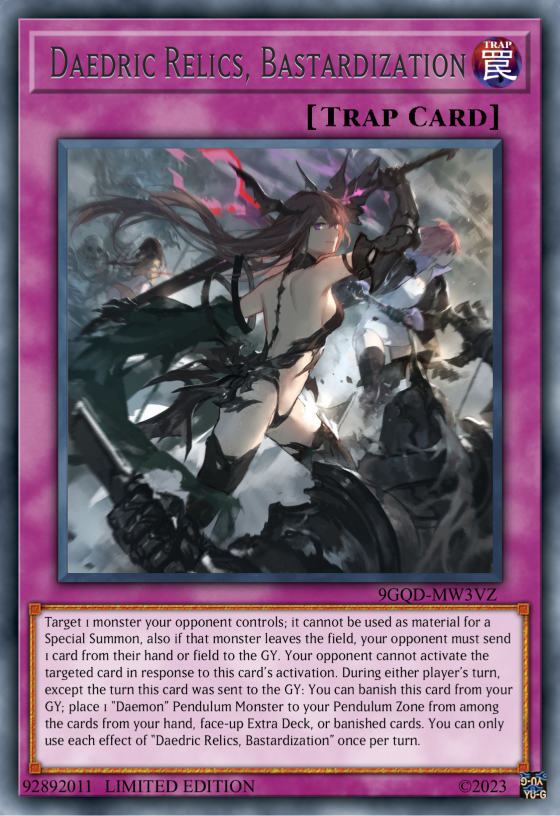 DAEDRIC RELICS, BASTARDIZATION
TRAP
罠
[TRAP CARD]
9GQD-MW3VZ
Target 1 monster your opponent controls; it cannot be used as material for a
Special Summon, also if that monster leaves the field, your opponent must send
1 card from their hand or field to the GY. Your opponent cannot activate the
targeted card in response to this card's activation. During either player's turn,
except the turn this card was sent to the GY: You can banish this card from your
GY; place 1 "Daemon" Pendulum Monster to your Pendulum Zone from among
the cards from your hand, face-up Extra Deck, or banished cards. You can only
use each effect of "Daedric Relics, Bastardization" once per turn.
92892011 LIMITED EDITION
©2023
YU-G
YU-G